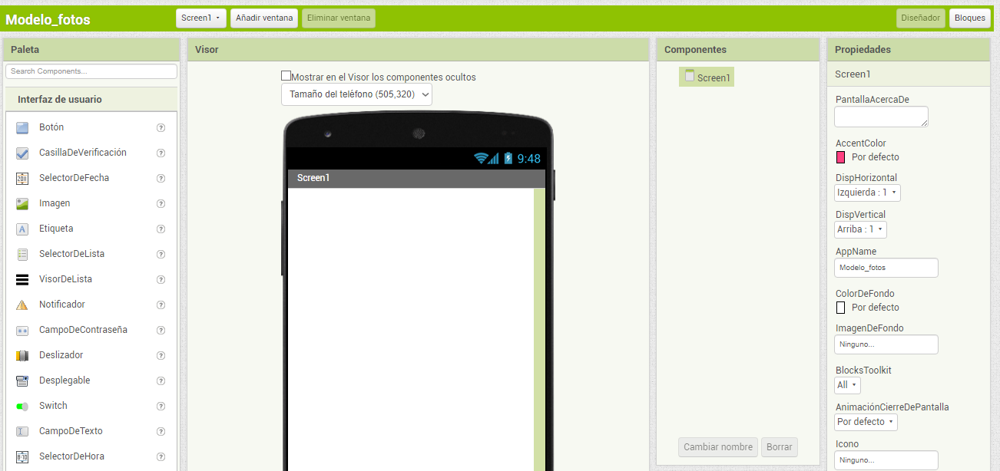 Modelo_fotos
Screen1
Añadir ventana
Eliminar ventana
Diseñador
Bloques
Paleta
Search Components...
Interfaz de usuario
Botón
?
CasillaDeVerificación
?
SelectorDeFecha
?
Imagen
?
A
Etiqueta
?
SelectorDeLista
?
VisorDeLista
?
Notificador
?
CampoDeContraseña
?
Deslizador
?
Desplegable
?
Switch
?
CampoDeTexto
?
SelectorDeHora
?
Visor
Mostrar en el Visor los componentes ocultos
Tamaño del teléfono (505,320)
9:48
Screen1
Componentes
Screen1
Cambiar nombre
Borrar
Propiedades
Screen1
PantallaAcercaDe
AccentColor
Por defecto
DispHorizontal
Izquierda : 1
DispVertical
Arriba : 1
AppName
Modelo_fotos
ColorDeFondo
Por defecto
ImagenDeFondo
Ninguno...
BlocksToolkit
All
AnimaciónCierreDePantalla
Por defecto
Icono
Ninguno...